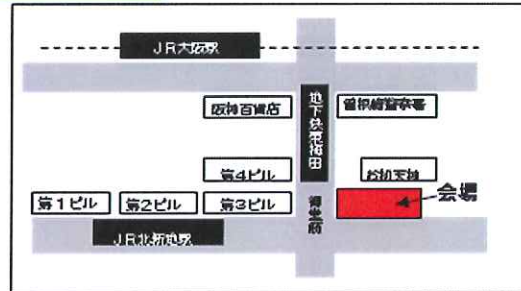 JR大阪駅
阪神百貨店
地下鉄東梅田
曽根崎警察署
第4ビル
お初天神
会場
第1ビル
第2ビル
第3ビル
御堂筋
JR北新地駅